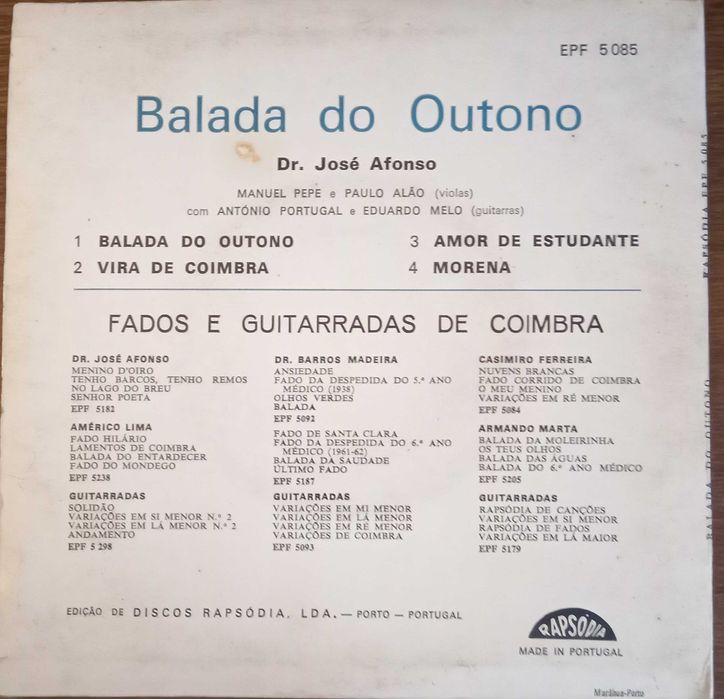 EPF 5085
Balada do Outono
Dr. José Afonso
MANUEL PEPE e PAULO ALÃO (violas)
com ANTÓNIO PORTUGAL e EDUARDO MELO (guitarras)
1 BALADA DO OUTONO
2 VIRA DE COIMBRA
3 AMOR DE ESTUDANTE
4 MORENA
FADOS E GUITARRADAS DE COIMBRA
DR. JOSÉ AFONSO
MENINO D'OIRO
TENHO BARCOS, TENHO REMOS
NO LAGO DO BREU
SENHOR POETA
EPF 5182
AMÉRICO LIMA
FADO HILÁRIO
LAMENTOS DE COIMBRA
BALADA DO ENTARDECER
FADO DO MONDEGO
EPF 5238
GUITARRADAS
SOLIDÃO
VARIAÇÕES EM SI MENOR N.º 2
VARIAÇÕES EM LÁ MENOR N.º 2
ANDAMENTO
EPF 5 298
DR. BARROS MADEIRA
ANSIEDADE
FADO DA DESPEDIDA DO 5.º ANO
MÉDICO (1938)
OLHOS VERDES
BALADA
EPF 5092
FADO DE SANTA CLARA
FADO DA DESPEDIDA DO 6.º ANO
MÉDICO (1961-62)
BALADA DA SAUDADE
ÚLTIMO FADO
EPF 5187
GUITARRADAS
VARIAÇÕES EM MI MENOR
VARIAÇÕES EM LÁ MENOR
VARIAÇÕES EM RÉ MENOR
VARIAÇÕES DE COIMBRA
EPF 5093
CASIMIRO FERREIRA
NUVENS BRANCAS
FADO CORRIDO DE COIMBRA
O MEU MENINO
VARIAÇÕES EM RÉ MENOR
EPF 5084
ARMANDO MARTA
BALADA DA MOLEIRINHA
OS TEUS OLHOS
BALADA DAS ÁGUAS
BALADA DO 6.º ANO MÉDICO
EPF 5205
GUITARRADAS
RAPSÓDIA DE CANÇÕES
VARIAÇÕES EM SI MENOR
RAPSÓDIA DE FADOS
VARIAÇÕES EM LÁ MAIOR
EPF 5179
EDIÇÃO DE DISCOS RAPSÓDIA, LDA. — PORTO — PORTUGAL
RAPSÓDIA
MADE IN PORTUGAL
Marânus-Porto
RAPSÓDIA EPF 5085
BALADA DO OUTONO